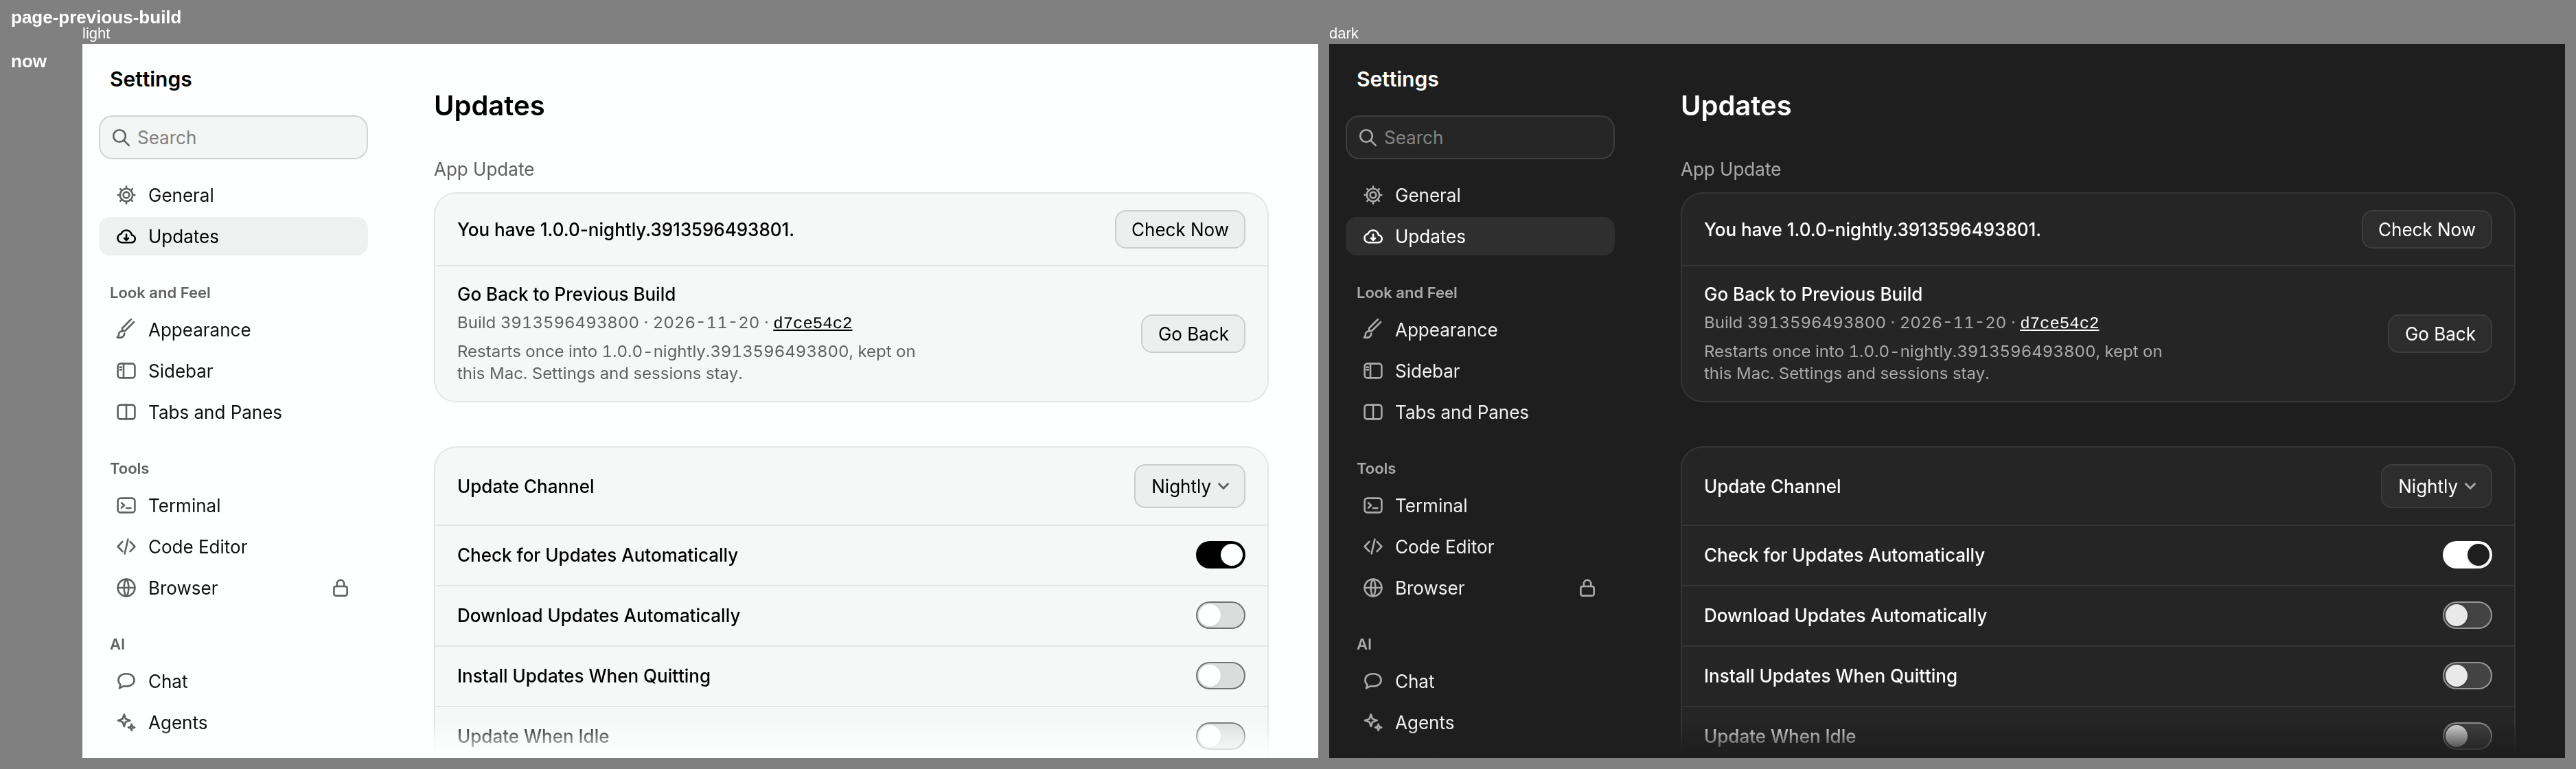 page-previous-build
light
dark
now
Settings
Search
General
Updates
Look and Feel
Appearance
Sidebar
Tabs and Panes
Tools
Terminal
Code Editor
Browser
AI
Chat
Agents
Updates
App Update
You have 1.0.0-nightly.3913596493801.
Check Now
Go Back to Previous Build
Build 3913596493800 · 2026-11-20 · d7ce54c2
Restarts once into 1.0.0-nightly.3913596493800, kept on
this Mac. Settings and sessions stay.
Go Back
Update Channel
Nightly
Check for Updates Automatically
Download Updates Automatically
Install Updates When Quitting
Update When Idle
Settings
Search
General
Updates
Look and Feel
Appearance
Sidebar
Tabs and Panes
Tools
Terminal
Code Editor
Browser
AI
Chat
Agents
Updates
App Update
You have 1.0.0-nightly.3913596493801.
Check Now
Go Back to Previous Build
Build 3913596493800 · 2026-11-20 · d7ce54c2
Restarts once into 1.0.0-nightly.3913596493800, kept on
this Mac. Settings and sessions stay.
Go Back
Update Channel
Nightly
Check for Updates Automatically
Download Updates Automatically
Install Updates When Quitting
Update When Idle